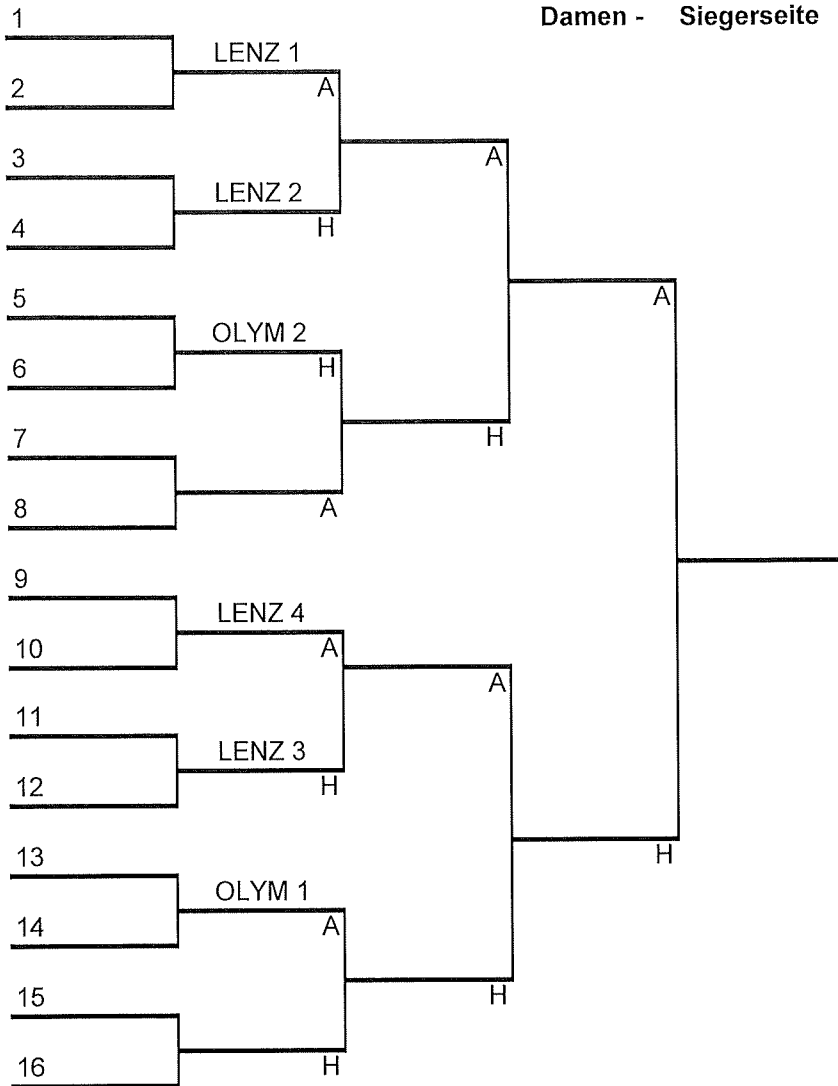 Damen - Siegerseite
1
LENZ 1
2
A
3
A
LENZ 2
4
H
5
A
OLYM 2
6
H
7
H
8
A
9
LENZ 4
10
A
A
11
LENZ 3
12
H
H
13
OLYM 1
14
A
15
H
16
H